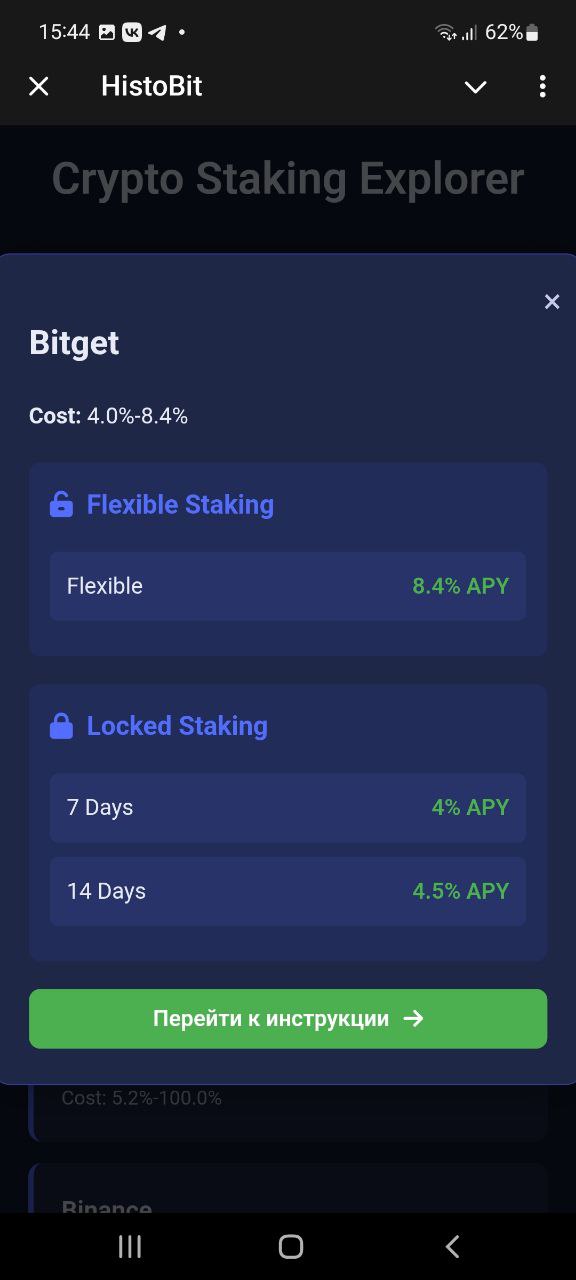 15:44 62%
HistoBit
Crypto Staking Explorer
Bitget
Cost: 4.0%-8.4%
Flexible Staking
Flexible 8.4% APY
Locked Staking
7 Days 4% APY
14 Days 4.5% APY
Перейти к инструкции →
Cost: 5.2%-100.0%
Binance